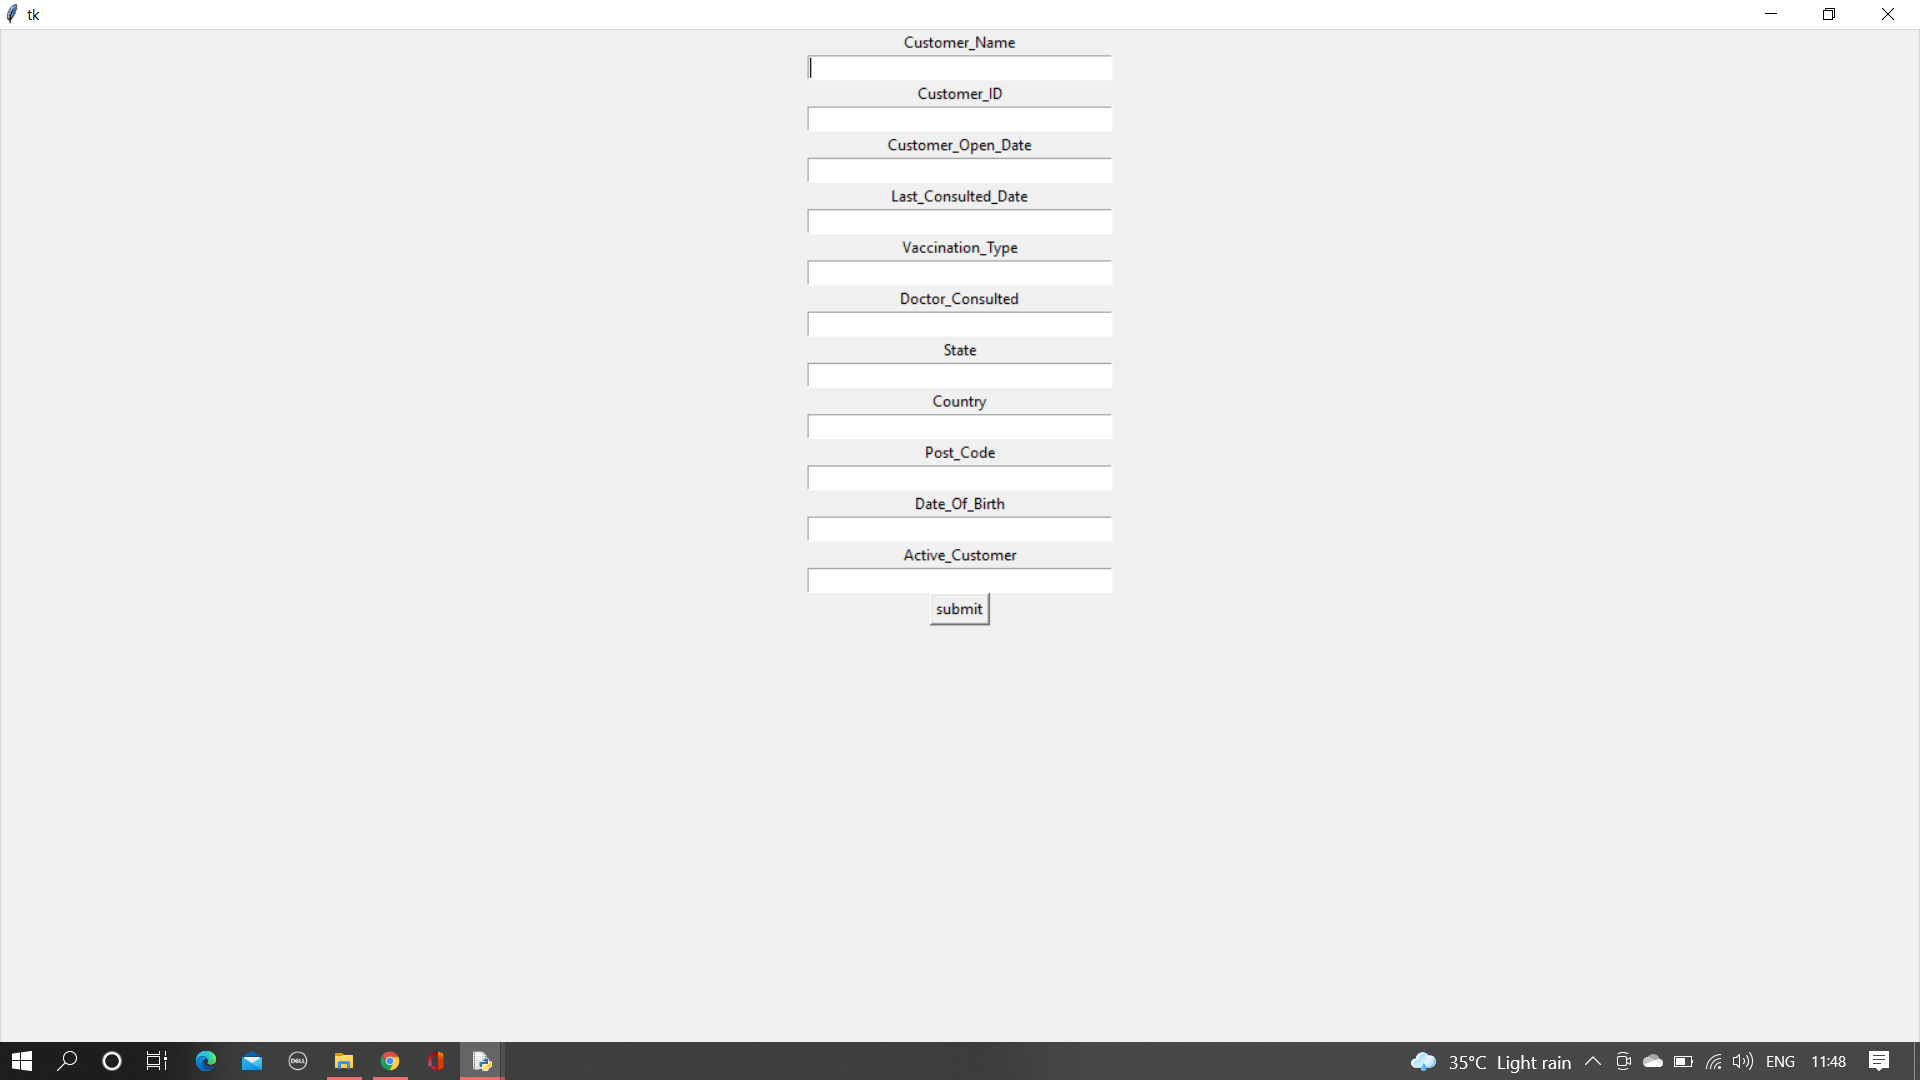 tk
Customer_Name
Customer_ID
Customer_Open_Date
Last_Consulted_Date
Vaccination_Type
Doctor_Consulted
State
Country
Post_Code
Date_Of_Birth
Active_Customer
submit
DELL
35°C Light rain
ENG
11:48